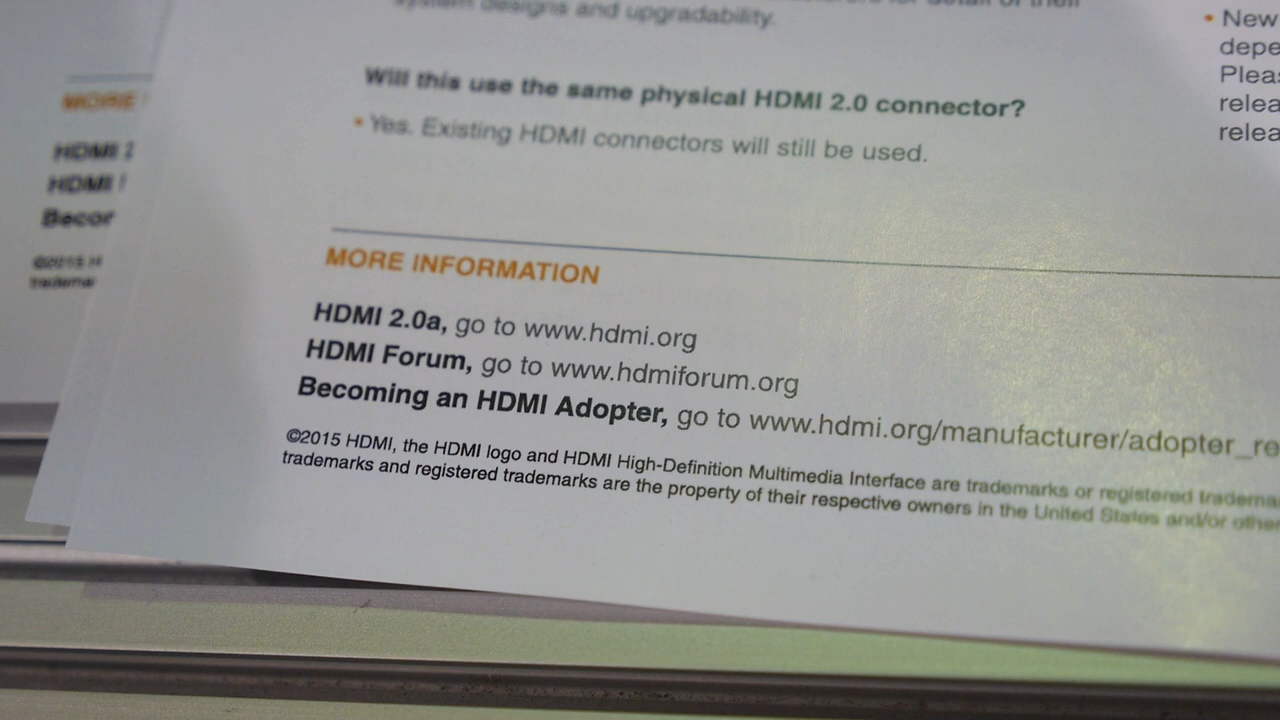 system designs and upgradability.
Will this use the same physical HDMI 2.0 connector?
• Yes. Existing HDMI connectors will still be used.
MORE INFORMATION
HDMI 2.0a, go to www.hdmi.org
HDMI Forum, go to www.hdmiforum.org
Becoming an HDMI Adopter, go to www.hdmi.org/manufacturer/adopter_re
©2015 HDMI, the HDMI logo and HDMI High-Definition Multimedia Interface are trademarks or registered tradema
trademarks and registered trademarks are the property of their respective owners in the United States and/or other
• New
depe
Pleas
relea
relea
MORE
HDMI 2
HDMI
Becor
©2015 H
trademar